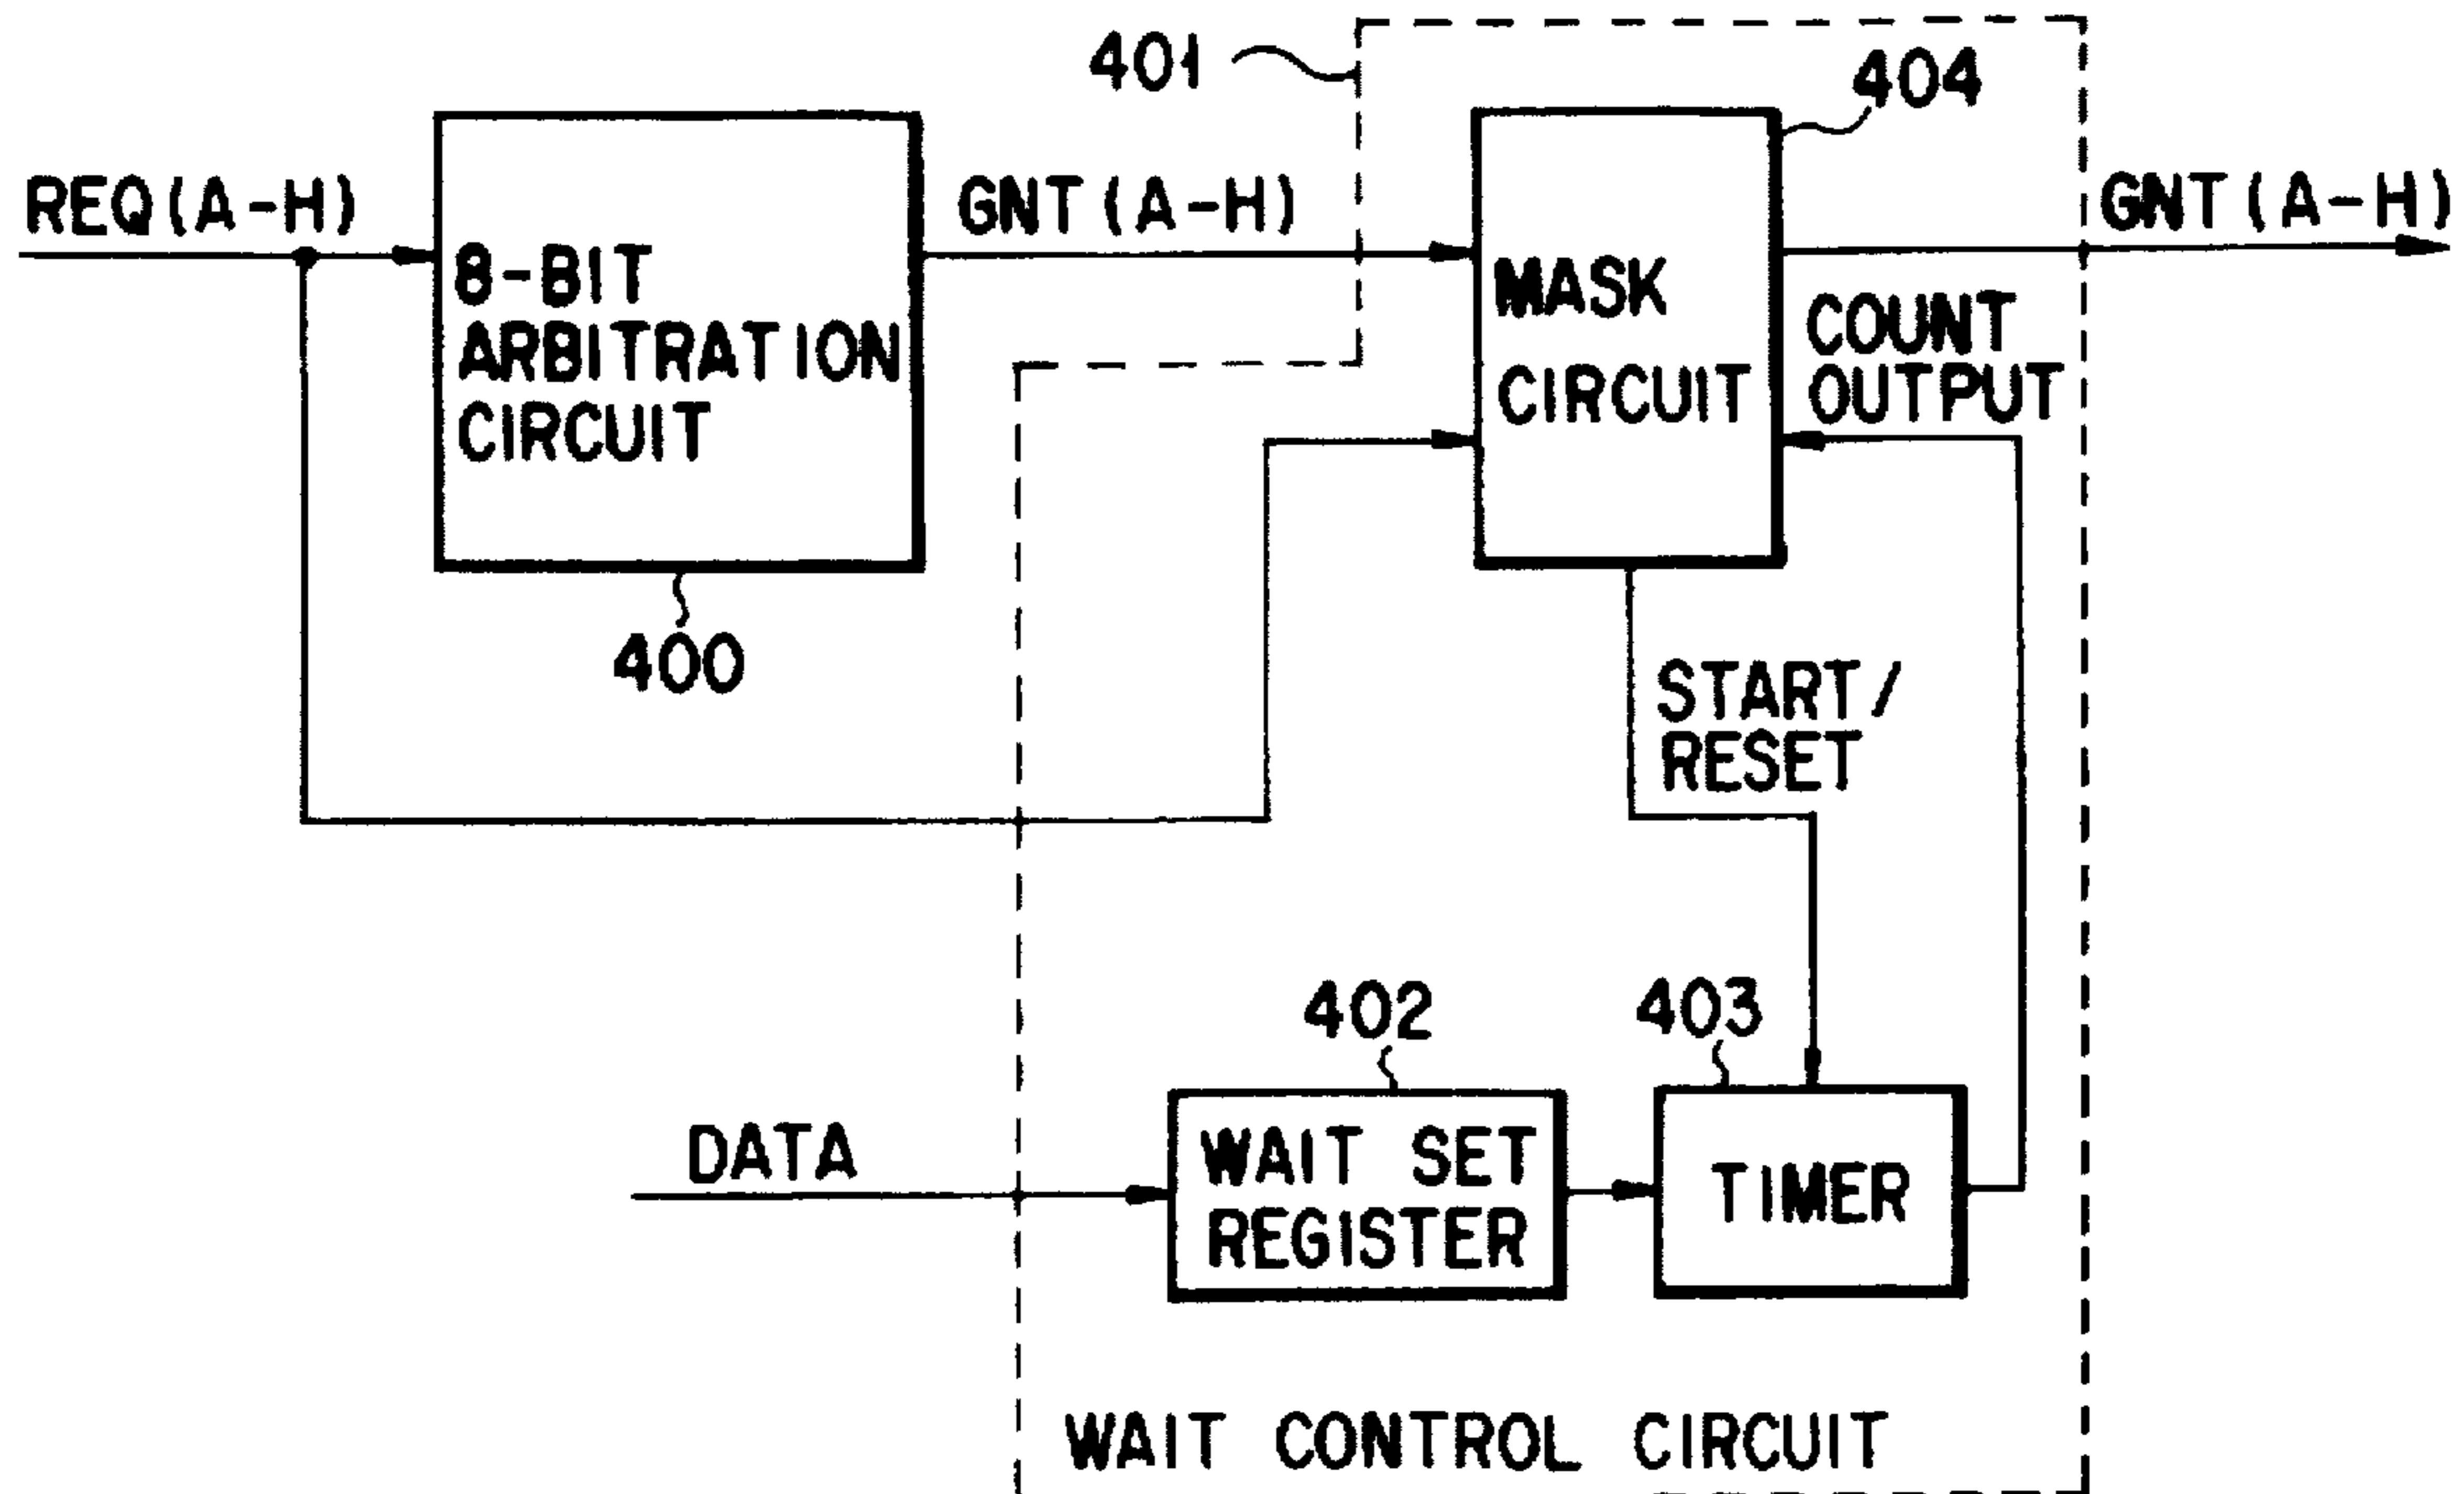 401
404
REQ(A-H)
GNT(A-H)
GNT(A-H)
8-BIT
ARBITRATION
CIRCUIT
MASK
CIRCUIT
COUNT
OUTPUT
400
START/
RESET
402
403
DATA
WAIT SET
REGISTER
TIMER
WAIT CONTROL CIRCUIT